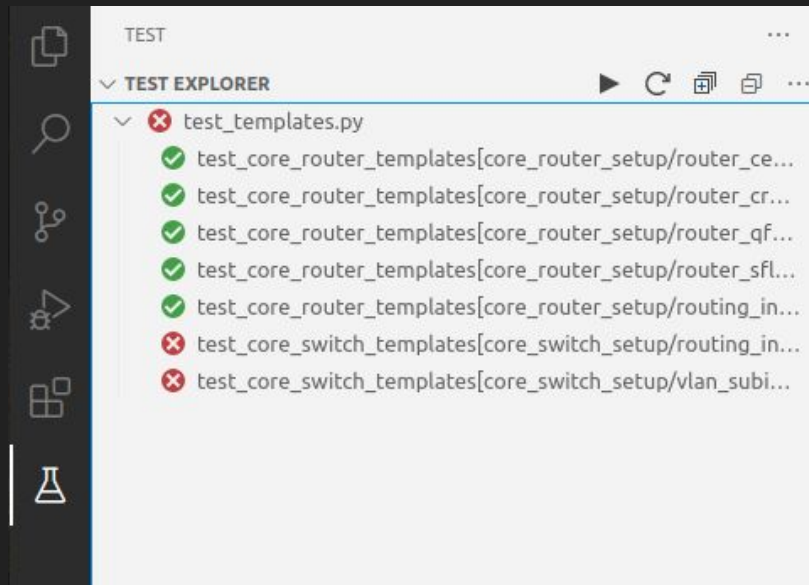 TEST
TEST EXPLORER
test_templates.py
test_core_router_templates[core_router_setup/router_ce...
test_core_router_templates[core_router_setup/router_cr...
test_core_router_templates[core_router_setup/router_qf...
test_core_router_templates[core_router_setup/router_sfl...
test_core_router_templates[core_router_setup/routing_in...
test_core_switch_templates[core_switch_setup/routing_in...
test_core_switch_templates[core_switch_setup/vlan_subi...